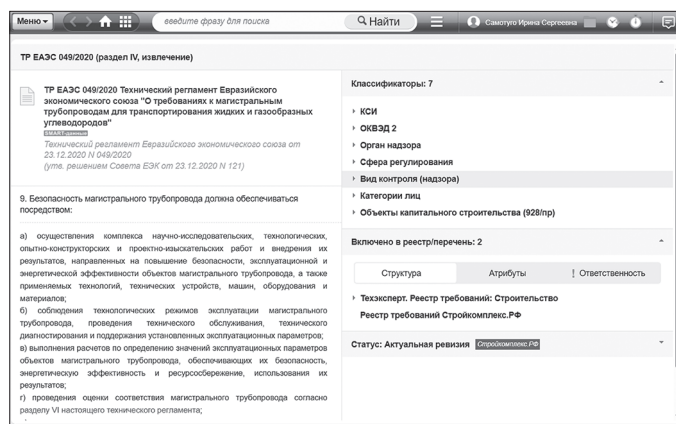 Меню
введите фразу для поиска
Найти
Самотуго Ирина Сергеевна
ТР ЕАЭС 049/2020 (раздел IV, извлечение)
ТР ЕАЭС 049/2020 Технический регламент Евразийского
экономического союза "О требованиях к магистральным
трубопроводам для транспортирования жидких и газообразных
углеводородов"
SMART-данные
Технический регламент Евразийского экономического союза от
23.12.2020 N 049/2020
(утв. решением Совета ЕЭК от 23.12.2020 N 121)
9. Безопасность магистрального трубопровода должна обеспечиваться
посредством:
а) осуществления комплекса научно-исследовательских, технологических,
опытно-конструкторских и проектно-изыскательских работ и внедрения их
результатов, направленных на повышение безопасности, эксплуатационной и
энергетической эффективности объектов магистрального трубопровода, а также
применяемых технологий, технических устройств, машин, оборудования и
материалов;
б) соблюдения технологических режимов эксплуатации магистрального
трубопровода, проведения технического обслуживания, технического
диагностирования и поддержания установленных эксплуатационных параметров;
в) выполнения расчетов по определению значений эксплуатационных параметров
объектов магистрального трубопровода, обеспечивающих их безопасность,
энергетическую эффективность и ресурсосбережение, использования их
результатов;
г) проведения оценки соответствия магистрального трубопровода согласно
разделу VI настоящего технического регламента;
Классификаторы: 7
КСИ
ОКВЭД 2
Орган надзора
Сфера регулирования
Вид контроля (надзора)
Категории лиц
Объекты капитального строительства (928/пр)
Включено в реестр/перечень: 2
Структура
Атрибуты
! Ответственность
Техэксперт. Реестр требований: Строительство
Реестр требований Стройкомплекс.РФ
Статус: Актуальная ревизия Стройкомплекс.РФ